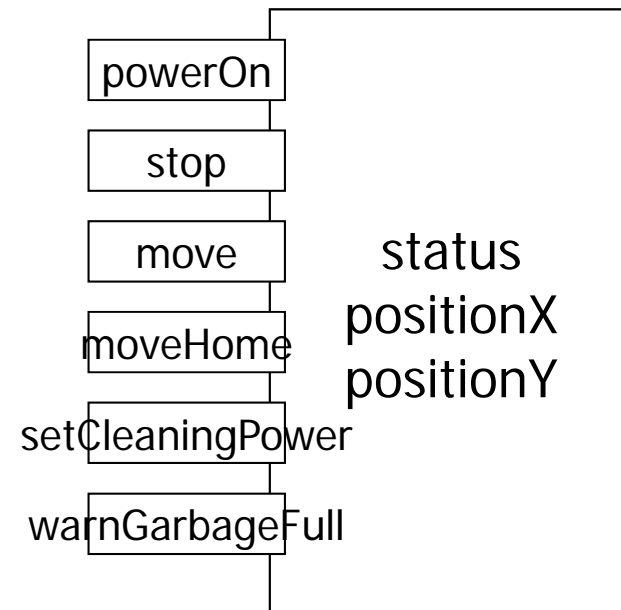 powerOn
stop
move
moveHome
setCleaningPower
warnGarbageFull
status
positionX
positionY